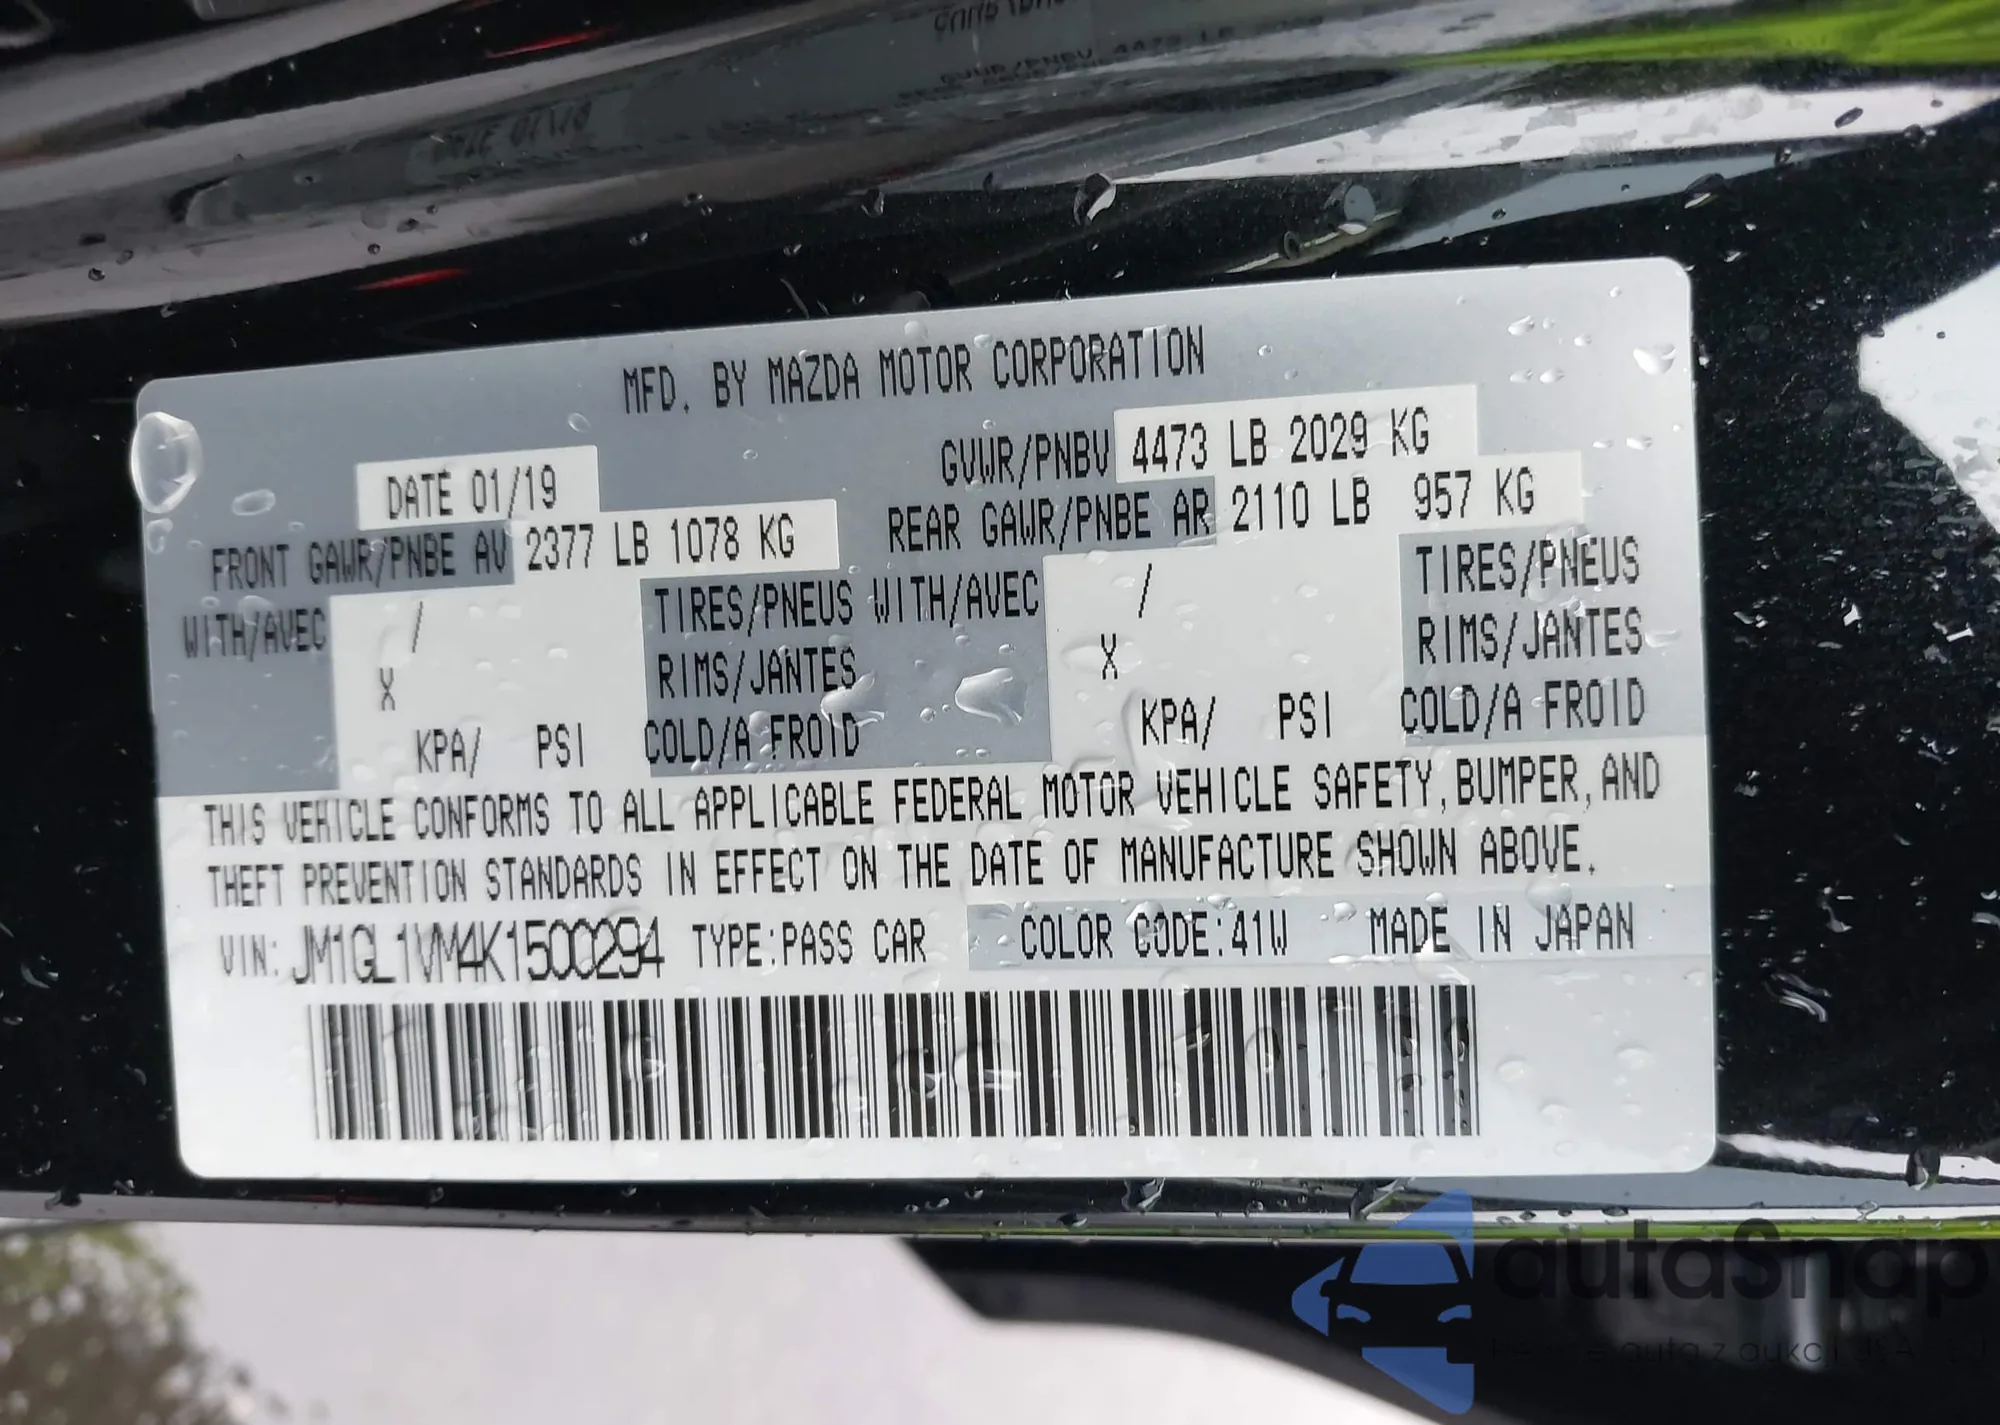 MFD. BY MAZDA MOTOR CORPORATION
DATE 01/19
GVWR/PNBV 4473 LB 2029 KG
FRONT GAWR/PNBE AV 2377 LB 1078 KG
REAR GAWR/PNBE AR 2110 LB 957 KG
WITH/AVEC / TIRES/PNEUS WITH/AVEC / TIRES/PNEUS
X RIMS/JANTES X RIMS/JANTES
KPA/ PSI COLD/A FROID KPA/ PSI COLD/A FROID
THIS VEHICLE CONFORMS TO ALL APPLICABLE FEDERAL MOTOR VEHICLE SAFETY, BUMPER, AND
THEFT PREVENTION STANDARDS IN EFFECT ON THE DATE OF MANUFACTURE SHOWN ABOVE.
VIN: JM1GL1VM4K1500294 TYPE:PASS CAR COLOR CODE:41W MADE IN JAPAN
autaSnap